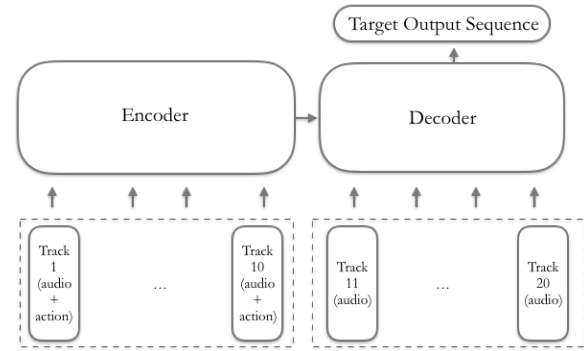 Target Output Sequence
Encoder
Decoder
Track
1
(audio
+
action)
...
Track
10
(audio
+
action)
Track
11
(audio)
...
Track
20
(audio)